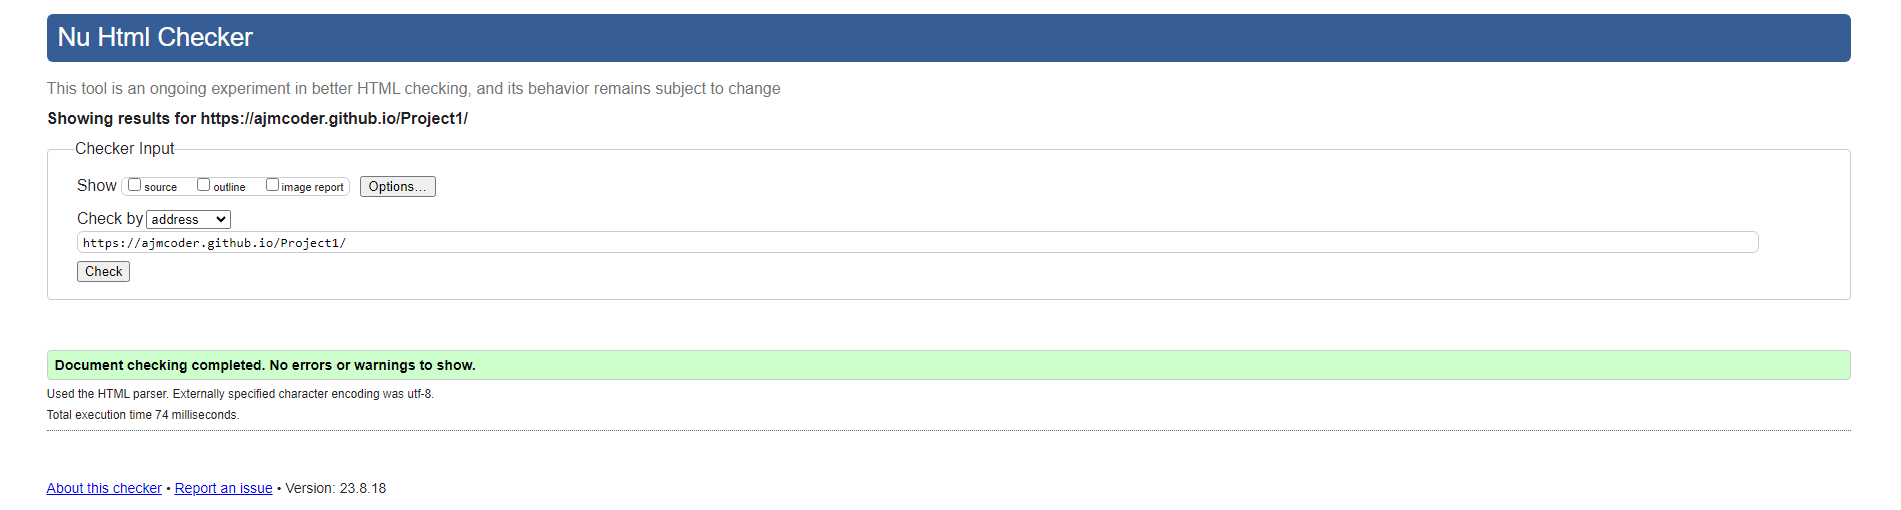 Nu Html Checker
This tool is an ongoing experiment in better HTML checking, and its behavior remains subject to change
Showing results for https://ajmcoder.github.io/Project1/
Checker Input
Show source outline image report Options...
Check by address
https://ajmcoder.github.io/Project1/
Check
Document checking completed. No errors or warnings to show.
Used the HTML parser. Externally specified character encoding was utf-8.
Total execution time 74 milliseconds.
About this checker • Report an issue • Version: 23.8.18